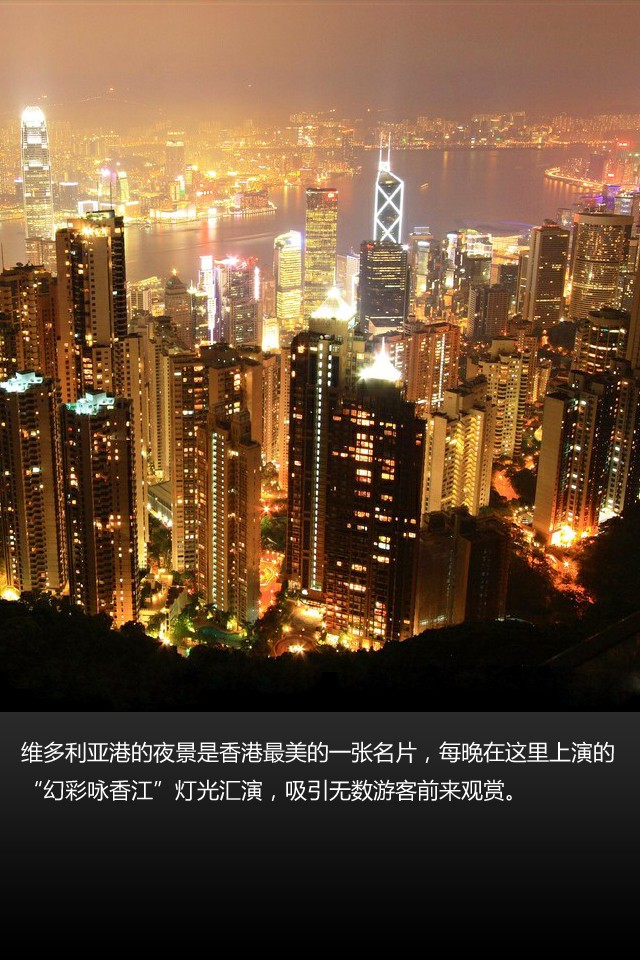 维多利亚港的夜景是香港最美的一张名片，每晚在这里上演的
“幻彩咏香江”灯光汇演，吸引无数游客前来观赏。